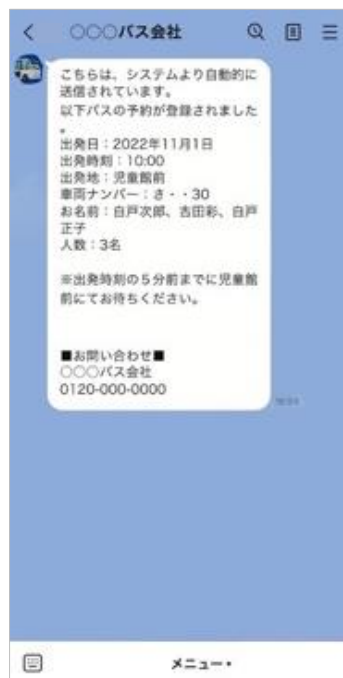 ○○○バス会社
こちらは、システムより自動的に
送信されています。
以下バスの予約が登録されました
。
出発日：2022年11月1日
出発時刻：10:00
出発地：児童館前
車両ナンバー：さ・・30
お名前：白戸次郎、古田彩、白戸
正子
人数：3名
※出発時刻の５分前までに児童館
前にてお待ちください。
■お問い合わせ■
○○○バス会社
0120-000-0000
メニュー・